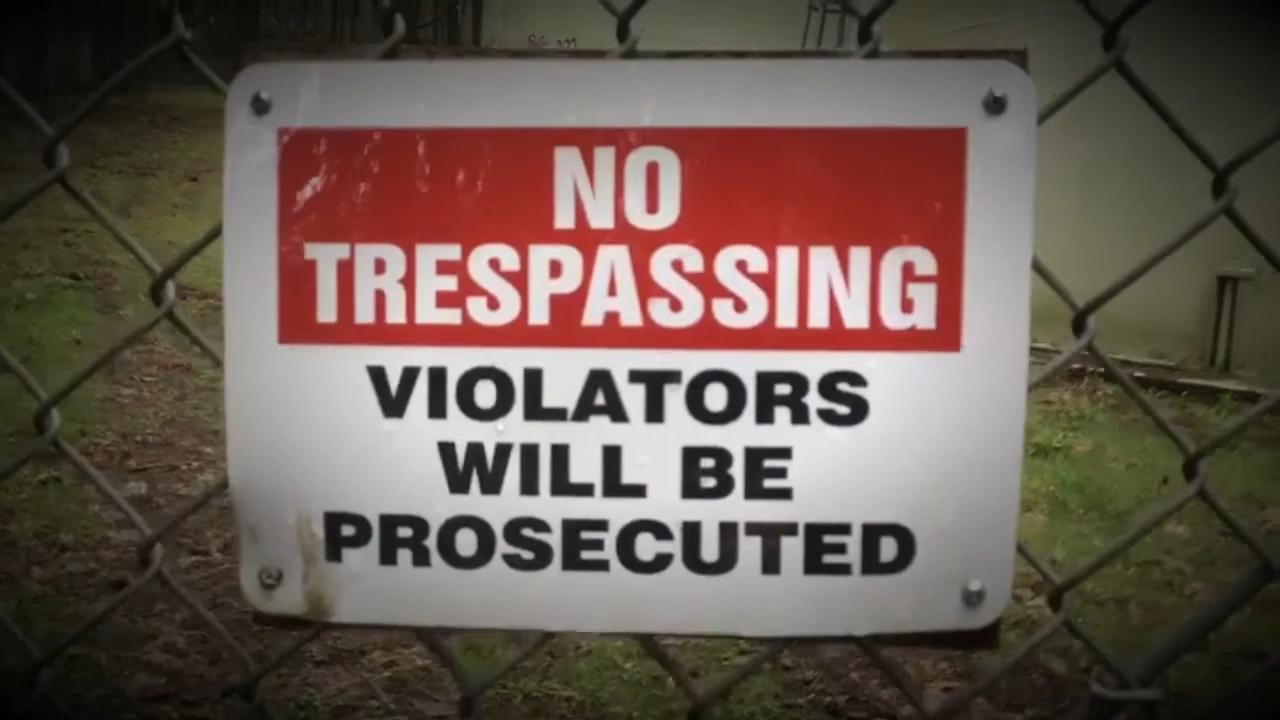 NO
TRESPASSING
VIOLATORS
WILL BE
PROSECUTED